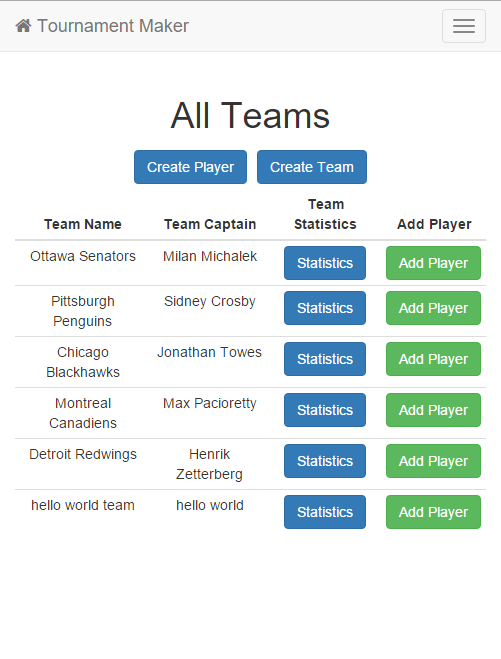 Tournament Maker
All Teams
Create Player Create Team
Team Name Team Captain Team Statistics Add Player
Ottawa Senators Milan Michalek Statistics Add Player
Pittsburgh Penguins Sidney Crosby Statistics Add Player
Chicago Blackhawks Jonathan Towes Statistics Add Player
Montreal Canadiens Max Pacioretty Statistics Add Player
Detroit Redwings Henrik Zetterberg Statistics Add Player
hello world team hello world Statistics Add Player